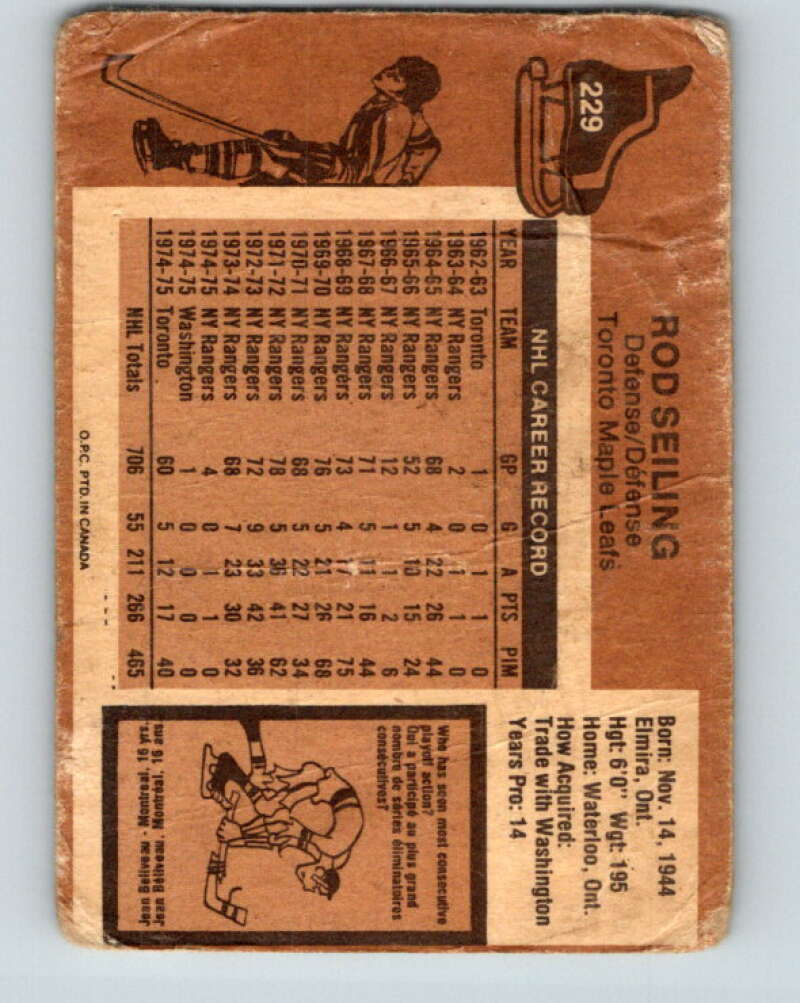 229
ROD SEILING
Defense/Défense
Toronto Maple Leafs
NHL CAREER RECORD
YEAR TEAM GP G A PTS PIM
1962-63 Toronto 1 0 1 1 0
1963-64 NY Rangers 2 0 1 1 0
1964-65 NY Rangers 68 4 22 26 44
1965-66 NY Rangers 52 5 10 15 24
1966-67 NY Rangers 12 1 1 2 6
1967-68 NY Rangers 71 5 11 16 44
1968-69 NY Rangers 73 4 17 21 75
1969-70 NY Rangers 76 5 21 26 68
1970-71 NY Rangers 68 5 22 27 34
1971-72 NY Rangers 78 5 36 41 62
1972-73 NY Rangers 72 9 33 42 36
1973-74 NY Rangers 68 7 23 30 32
1974-75 NY Rangers 4 0 1 1 0
1974-75 Washington 1 0 0 0 0
1974-75 Toronto 60 5 12 17 40
NHL Totals 706 55 211 266 465
O.P.C. PTD. IN CANADA
Born: Nov. 14, 1944
Elmira, Ont.
Hgt: 6'0" Wgt: 195
Home: Waterloo, Ont.
How Acquired:
Trade with Washington
Years Pro: 14
Who has seen most consecutive
playoff action?
Qui a participé au plus grand
nombre de séries éliminatoires
consécutives?
Jean Béliveau - Montreal, 16 yrs.
Jean Béliveau Montréal, 16 ans.